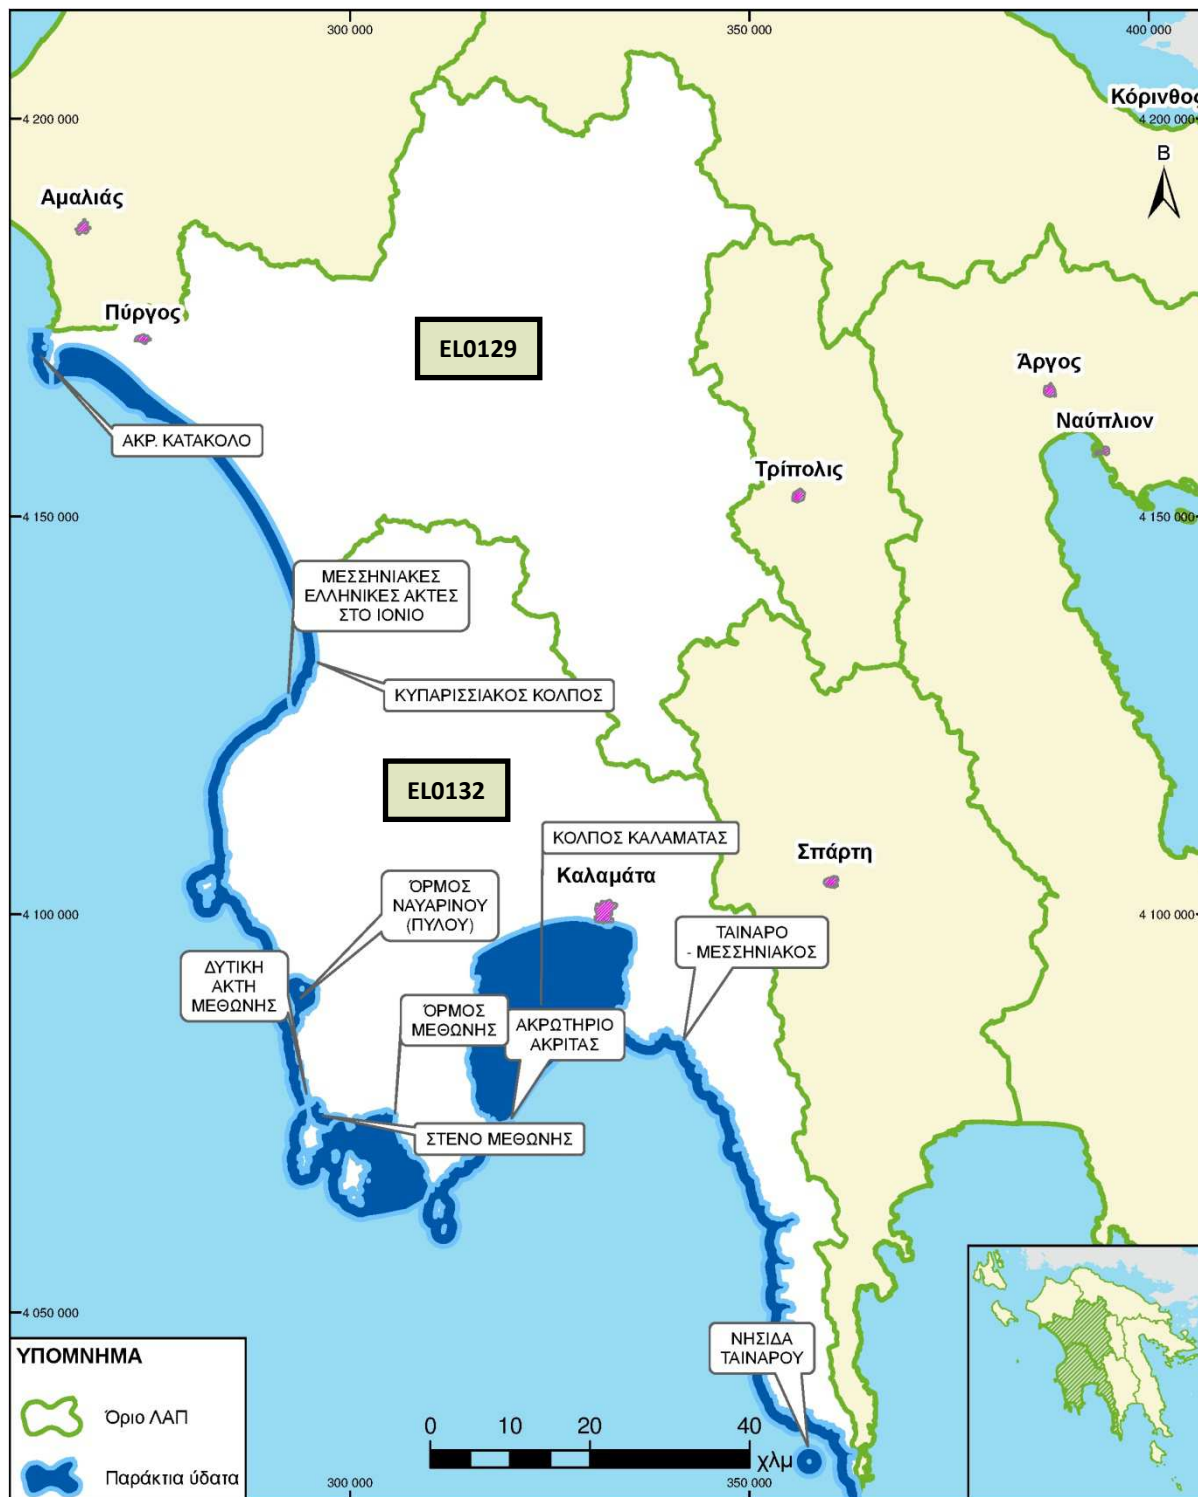 300 000
350 000
400 000
Κόρινθος
4 200 000
4 200 000
Β
Αμαλιάς
Πύργος
EL0129
Άργος
Ναύπλιον
ΑΚΡ. ΚΑΤΑΚΟΛΟ
Τρίπολις
4 150 000
4 150 000
ΜΕΣΣΗΝΙΑΚΕΣ
ΕΛΛΗΝΙΚΕΣ ΑΚΤΕΣ
ΣΤΟ ΙΟΝΙΟ
ΚΥΠΑΡΙΣΣΙΑΚΟΣ ΚΟΛΠΟΣ
EL0132
ΚΟΛΠΟΣ ΚΑΛΑΜΑΤΑΣ
Σπάρτη
Καλαμάτα
ΌΡΜΟΣ
ΝΑΥΑΡΙΝΟΥ
(ΠΥΛΟΥ)
4 100 000
4 100 000
ΤΑΙΝΑΡΟ
- ΜΕΣΣΗΝΙΑΚΟΣ
ΔΥΤΙΚΗ
ΑΚΤΗ
ΜΕΘΩΝΗΣ
ΌΡΜΟΣ
ΜΕΘΩΝΗΣ
ΑΚΡΩΤΗΡΙΟ
ΑΚΡΙΤΑΣ
ΣΤΕΝΟ ΜΕΘΩΝΗΣ
4 050 000
ΝΗΣΙΔΑ
ΤΑΙΝΑΡΟΥ
ΥΠΟΜΝΗΜΑ
Όριο ΛΑΠ
Παράκτια ύδατα
0 10 20 40
χλμ
300 000
350 000